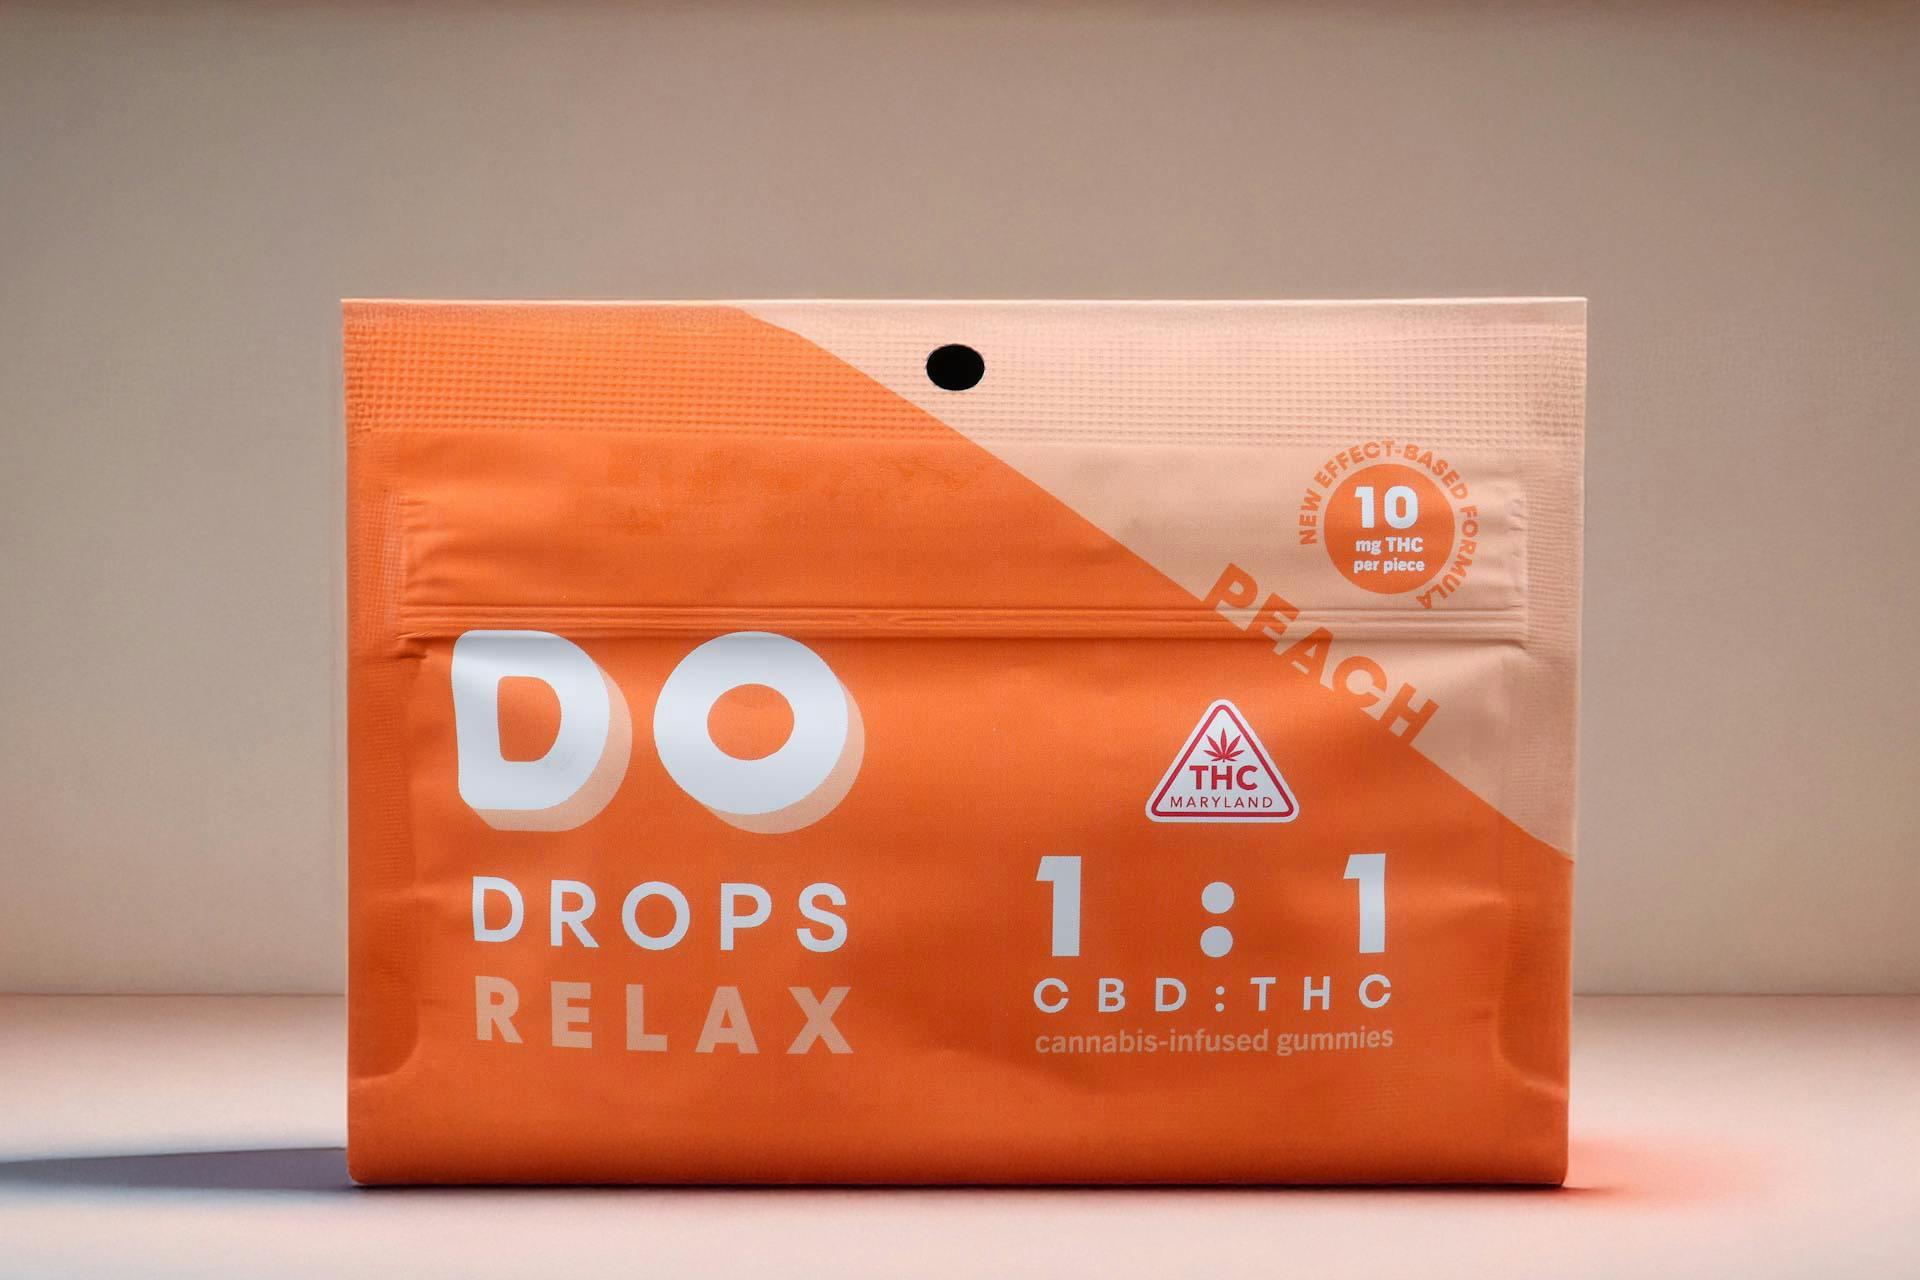 NEW EFFECT-BASED FORMULA
10
mg THC
per piece
PEACH
DO
DROPS
RELAX
THC
MARYLAND
1:1
CBD:THC
cannabis-infused gummies